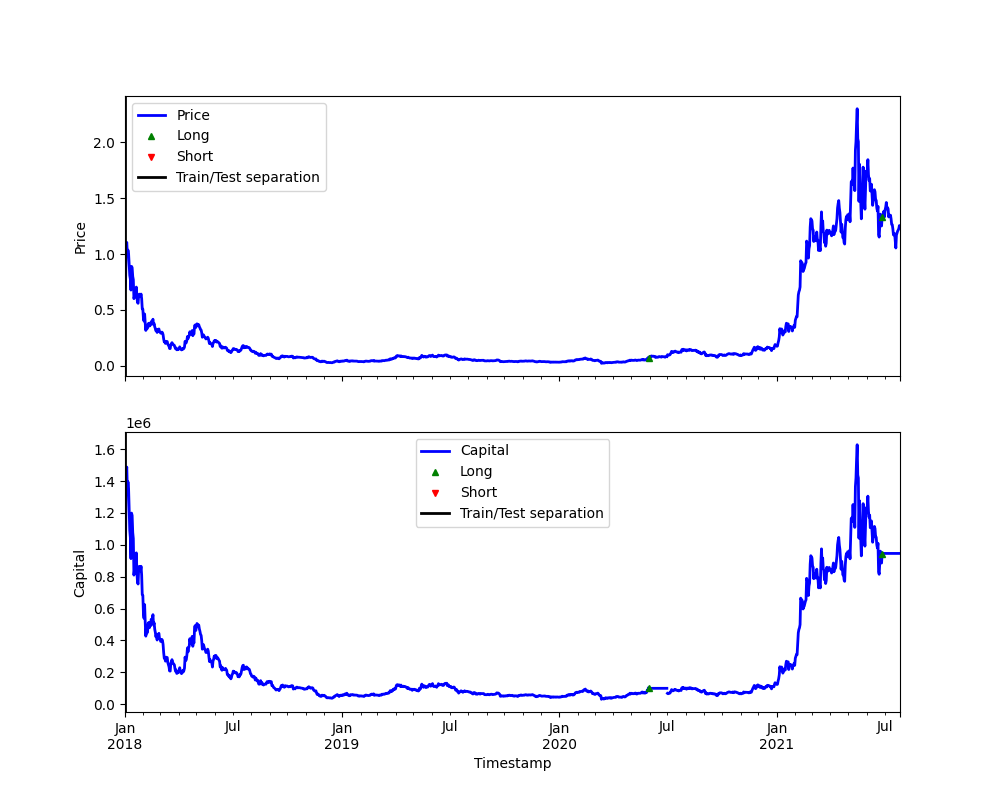 Price
Long
Short
Train/Test separation
2.0
1.5
1.0
0.5
0.0
Price
1e6
Capital
Long
Short
Train/Test separation
1.6
1.4
1.2
1.0
0.8
0.6
0.4
0.2
0.0
Capital
Jan Jul Jan Jul Jan Jul Jan Jul
2018 2019 2020 2021
Timestamp